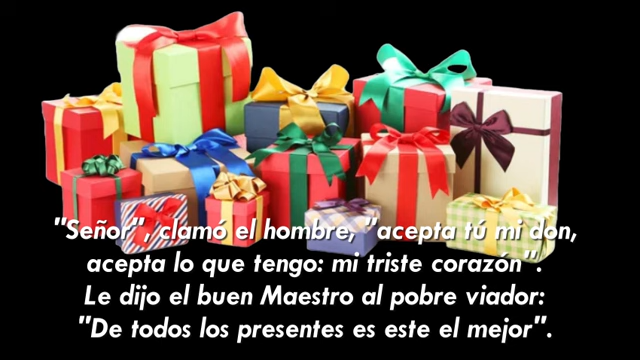 "Señor", clamó el hombre, "acepta tú mi don,
acepta lo que tengo: mi triste corazón".
Le dijo el buen Maestro al pobre viador:
"De todos los presentes es este el mejor".